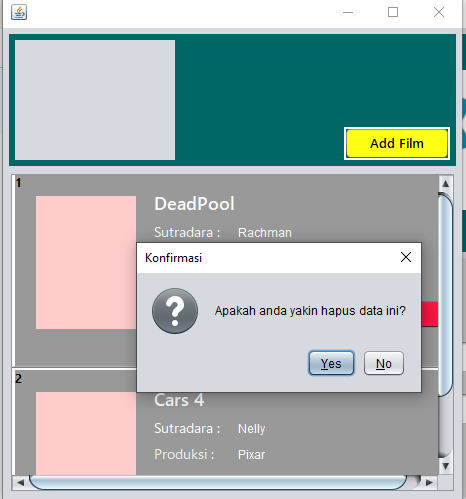 Add Film
1
DeadPool
Sutradara : Rachman
Konfirmasi
Apakah anda yakin hapus data ini?
Yes No
2
Cars 4
Sutradara : Nelly
Produksi : Pixar